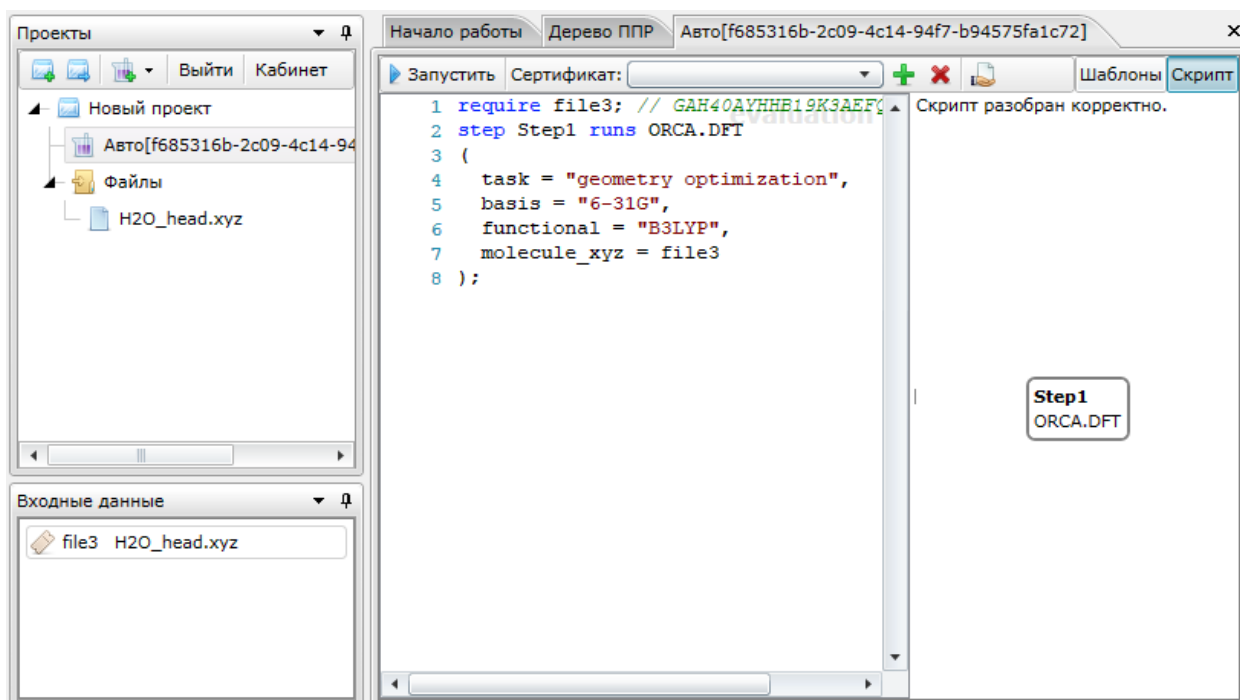 Проекты
Выйти Кабинет
Новый проект
Авто[f685316b-2c09-4c14-94
Файлы
H2O_head.xyz
Входные данные
file3 H2O_head.xyz
Начало работы Дерево ППР Авто[f685316b-2c09-4c14-94f7-b94575fa1c72]
Запустить Сертификат: Шаблоны Скрипт
1 require file3; // GAH40AYHHB19K3AEF
evaluation
2 step Step1 runs ORCA.DFT
3 (
4 task = "geometry optimization",
5 basis = "6-31G",
6 functional = "B3LYP",
7 molecule_xyz = file3
8 );
Скрипт разобран корректно.
Step1
ORCA.DFT